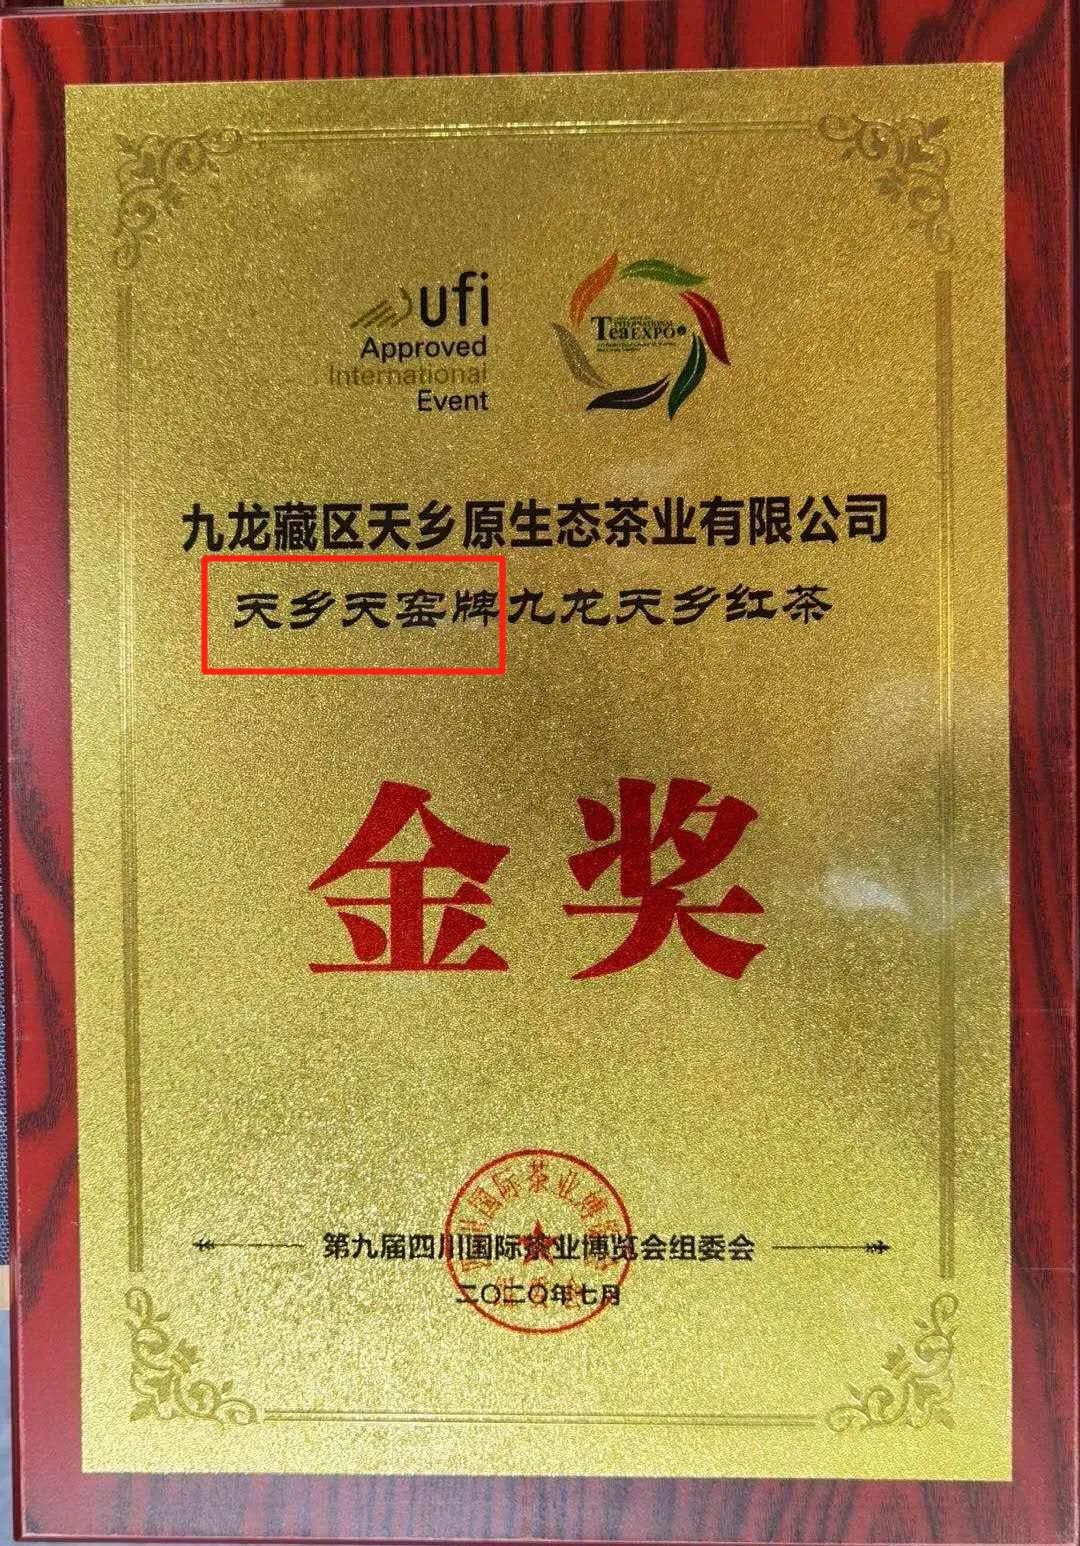 ufi
Approved
International
Event
INTERNATIONAL
TeaEXPO
九龙藏区天乡原生态茶业有限公司
天乡天窑牌九龙天乡红茶
金奖
第九届四川国际茶业博览会组委会
二〇二〇年七月